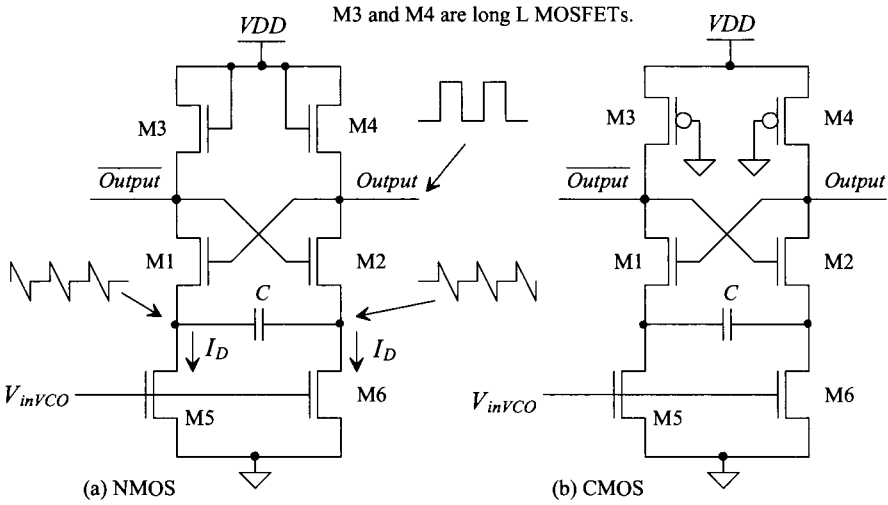 M3 and M4 are long L MOSFETs.
VDD
VDD
M3
M4
M3
M4
Output
Output
Output
Output
M1
M2
M1
M2
C
C
I_D
I_D
V_inVCO
M5
M6
V_inVCO
M5
M6
(a) NMOS
(b) CMOS